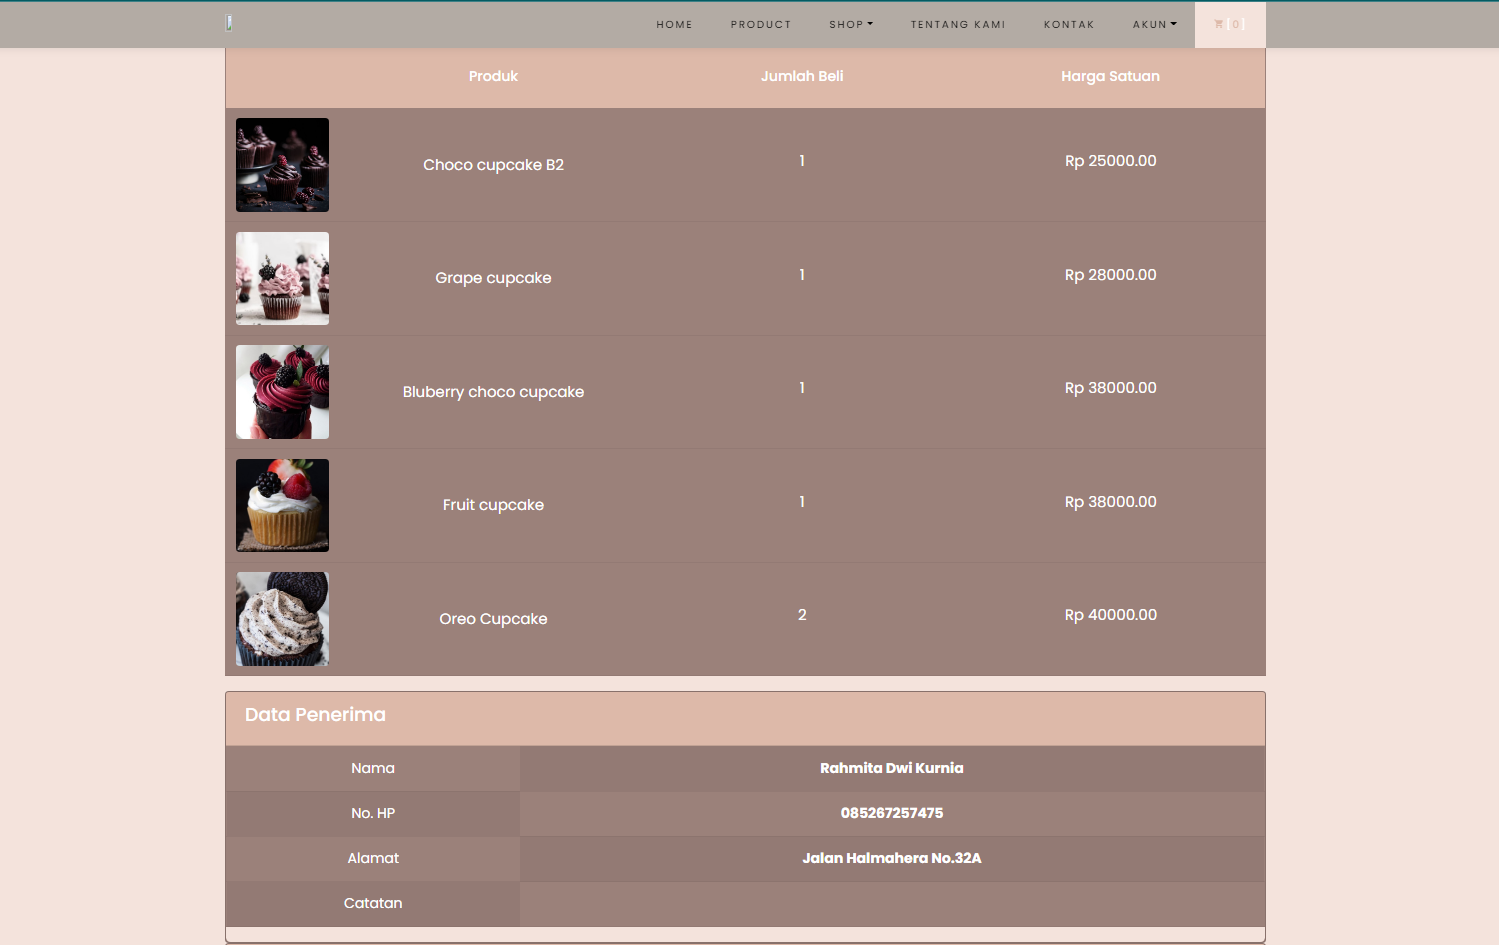 HOME PRODUCT SHOP TENTANG KAMI KONTAK AKUN [ 0 ]
Produk Jumlah Beli Harga Satuan
Choco cupcake B2 1 Rp 25000.00
Grape cupcake 1 Rp 28000.00
Bluberry choco cupcake 1 Rp 38000.00
Fruit cupcake 1 Rp 38000.00
Oreo Cupcake 2 Rp 40000.00
Data Penerima
Nama Rahmita Dwi Kurnia
No. HP 085267257475
Alamat Jalan Halmahera No.32A
Catatan